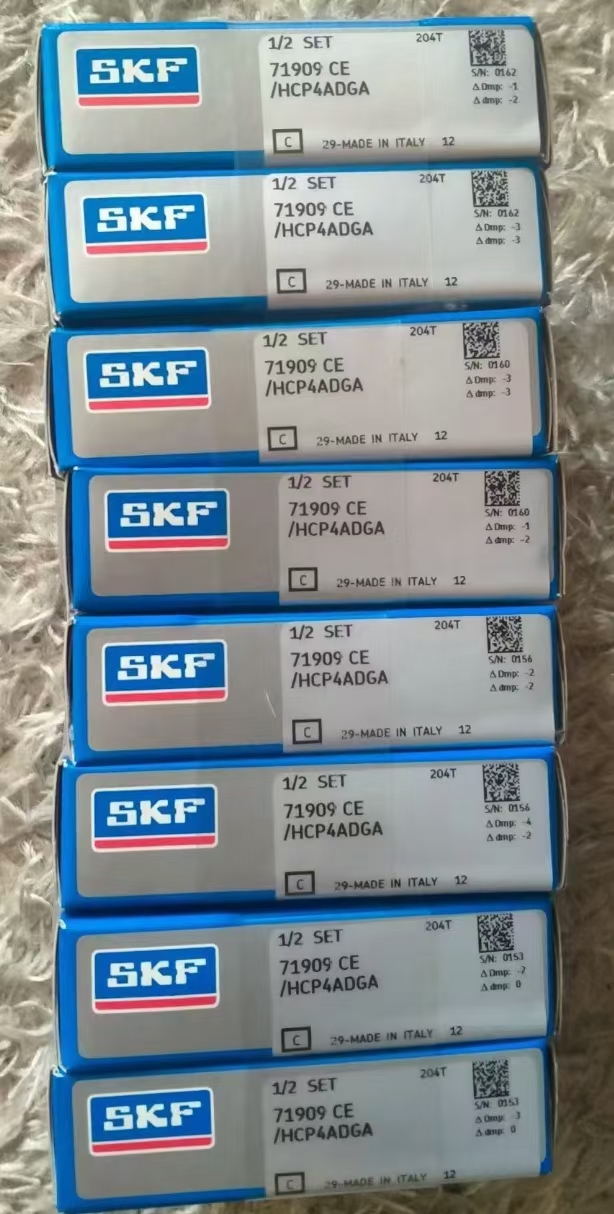 SKF
1/2 SET 204T
71909 CE
/HCP4ADGA
S/N: 0162
Δ Dmp: -1
Δ dmp: -2
C 29-MADE IN ITALY 12
SKF
1/2 SET 204T
71909 CE
/HCP4ADGA
S/N: 0162
Δ Dmp: -3
Δ dmp: -3
C 29-MADE IN ITALY 12
SKF
1/2 SET 204T
71909 CE
/HCP4ADGA
S/N: 0160
Δ Dmp: -3
Δ dmp: -3
C 29-MADE IN ITALY 12
SKF
1/2 SET 204T
71909 CE
/HCP4ADGA
S/N: 0160
Δ Dmp: -1
Δ dmp: -2
C 29-MADE IN ITALY 12
SKF
1/2 SET 204T
71909 CE
/HCP4ADGA
S/N: 0156
Δ Dmp: -2
Δ dmp: -2
C 29-MADE IN ITALY 12
SKF
1/2 SET 204T
71909 CE
/HCP4ADGA
S/N: 0156
Δ Dmp: -4
Δ dmp: -2
C 29-MADE IN ITALY 12
SKF
1/2 SET 204T
71909 CE
/HCP4ADGA
S/N: 0153
Δ Dmp: -2
Δ dmp: 0
C 29-MADE IN ITALY 12
SKF
1/2 SET 204T
71909 CE
/HCP4ADGA
S/N: 0153
Δ Dmp: -3
Δ dmp: 0
C 29-MADE IN ITALY 12